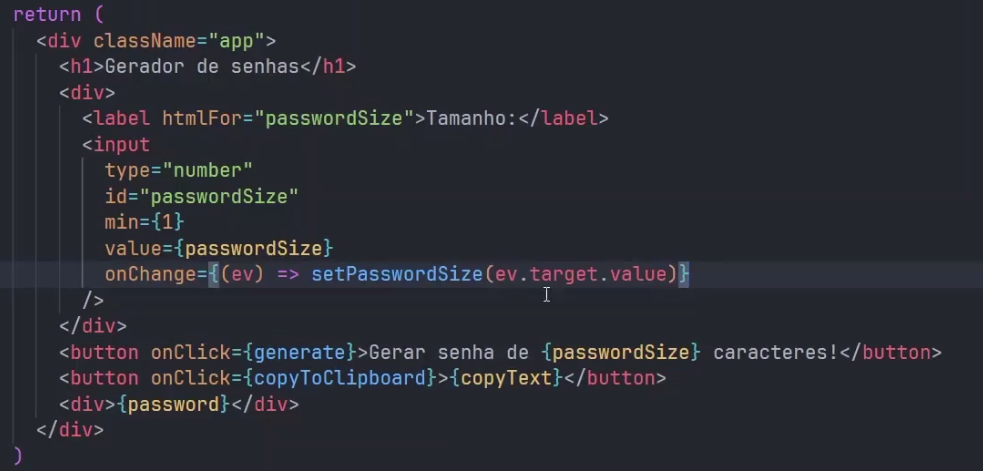 return (
<div className="app">
<h1>Gerador de senhas</h1>
<div>
<label htmlFor="passwordSize">Tamanho:</label>
<input
type="number"
id="passwordSize"
min={1}
value={passwordSize}
onChange={(ev) => setPasswordSize(ev.target.value)}
/>
</div>
<button onClick={generate}>Gerar senha de {passwordSize} caracteres!</button>
<button onClick={copyToClipboard}>{copyText}</button>
<div>{password}</div>
</div>
)